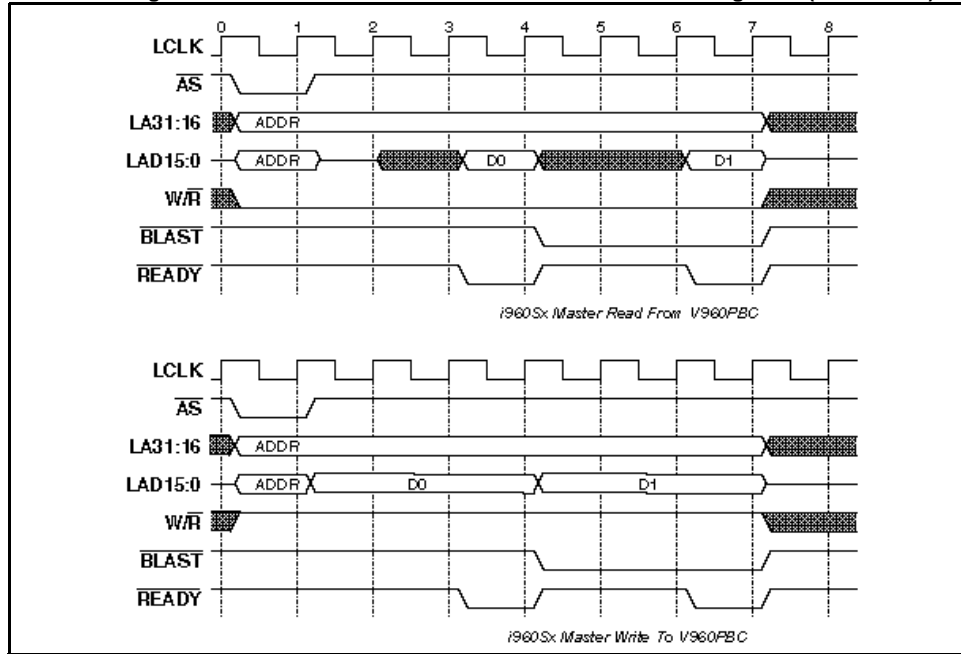 0 1 2 3 4 5 6 7 8
LCLK
AS
LA31:16 ADDR
LAD15:0 ADDR D0 D1
W/R
BLAST
READY
i960Sx Master Read From V960PBC
LCLK
AS
LA31:16 ADDR
LAD15:0 ADDR D0 D1
W/R
BLAST
READY
i960Sx Master Write To V960PBC